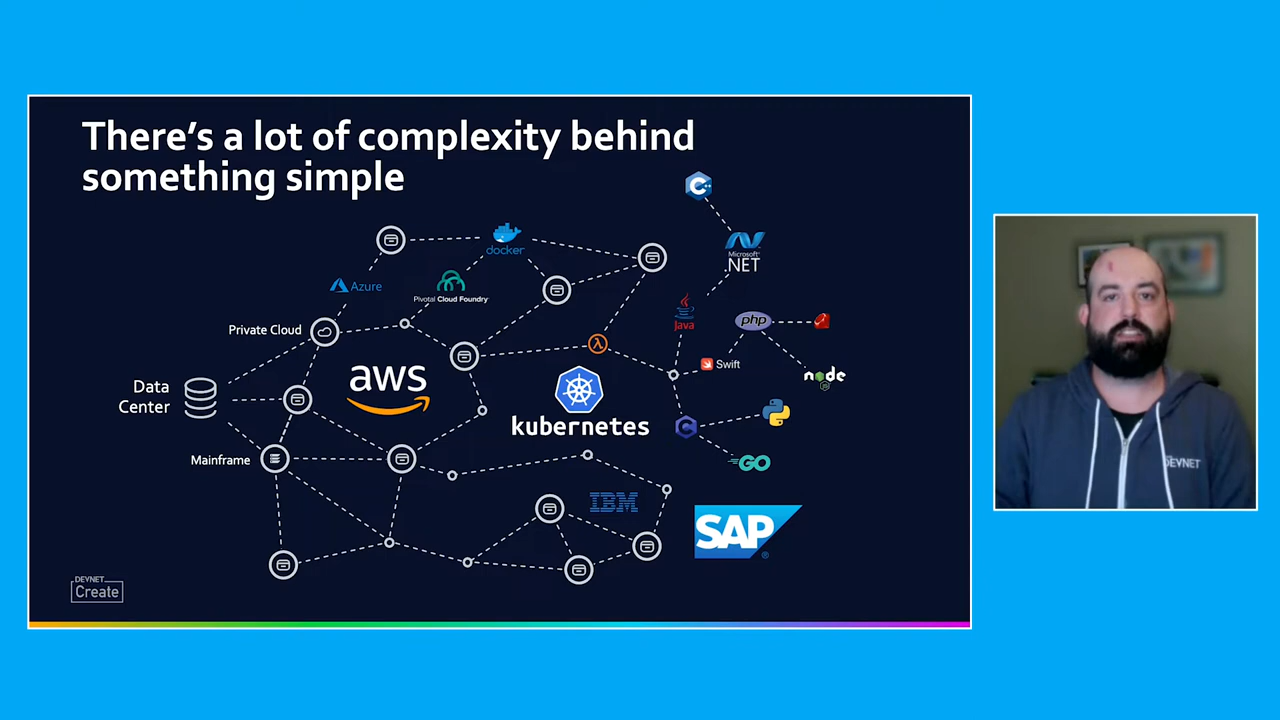 There's a lot of complexity behind
something simple
C++
docker
Microsoft
NET
Azure
Pivotal Cloud Foundry
Private Cloud
Java
php
λ
aws
Swift
node
JS
Data
Center
kubernetes
C
GO
Mainframe
IBM
SAP
®
DEVNET
Create
DEVNET